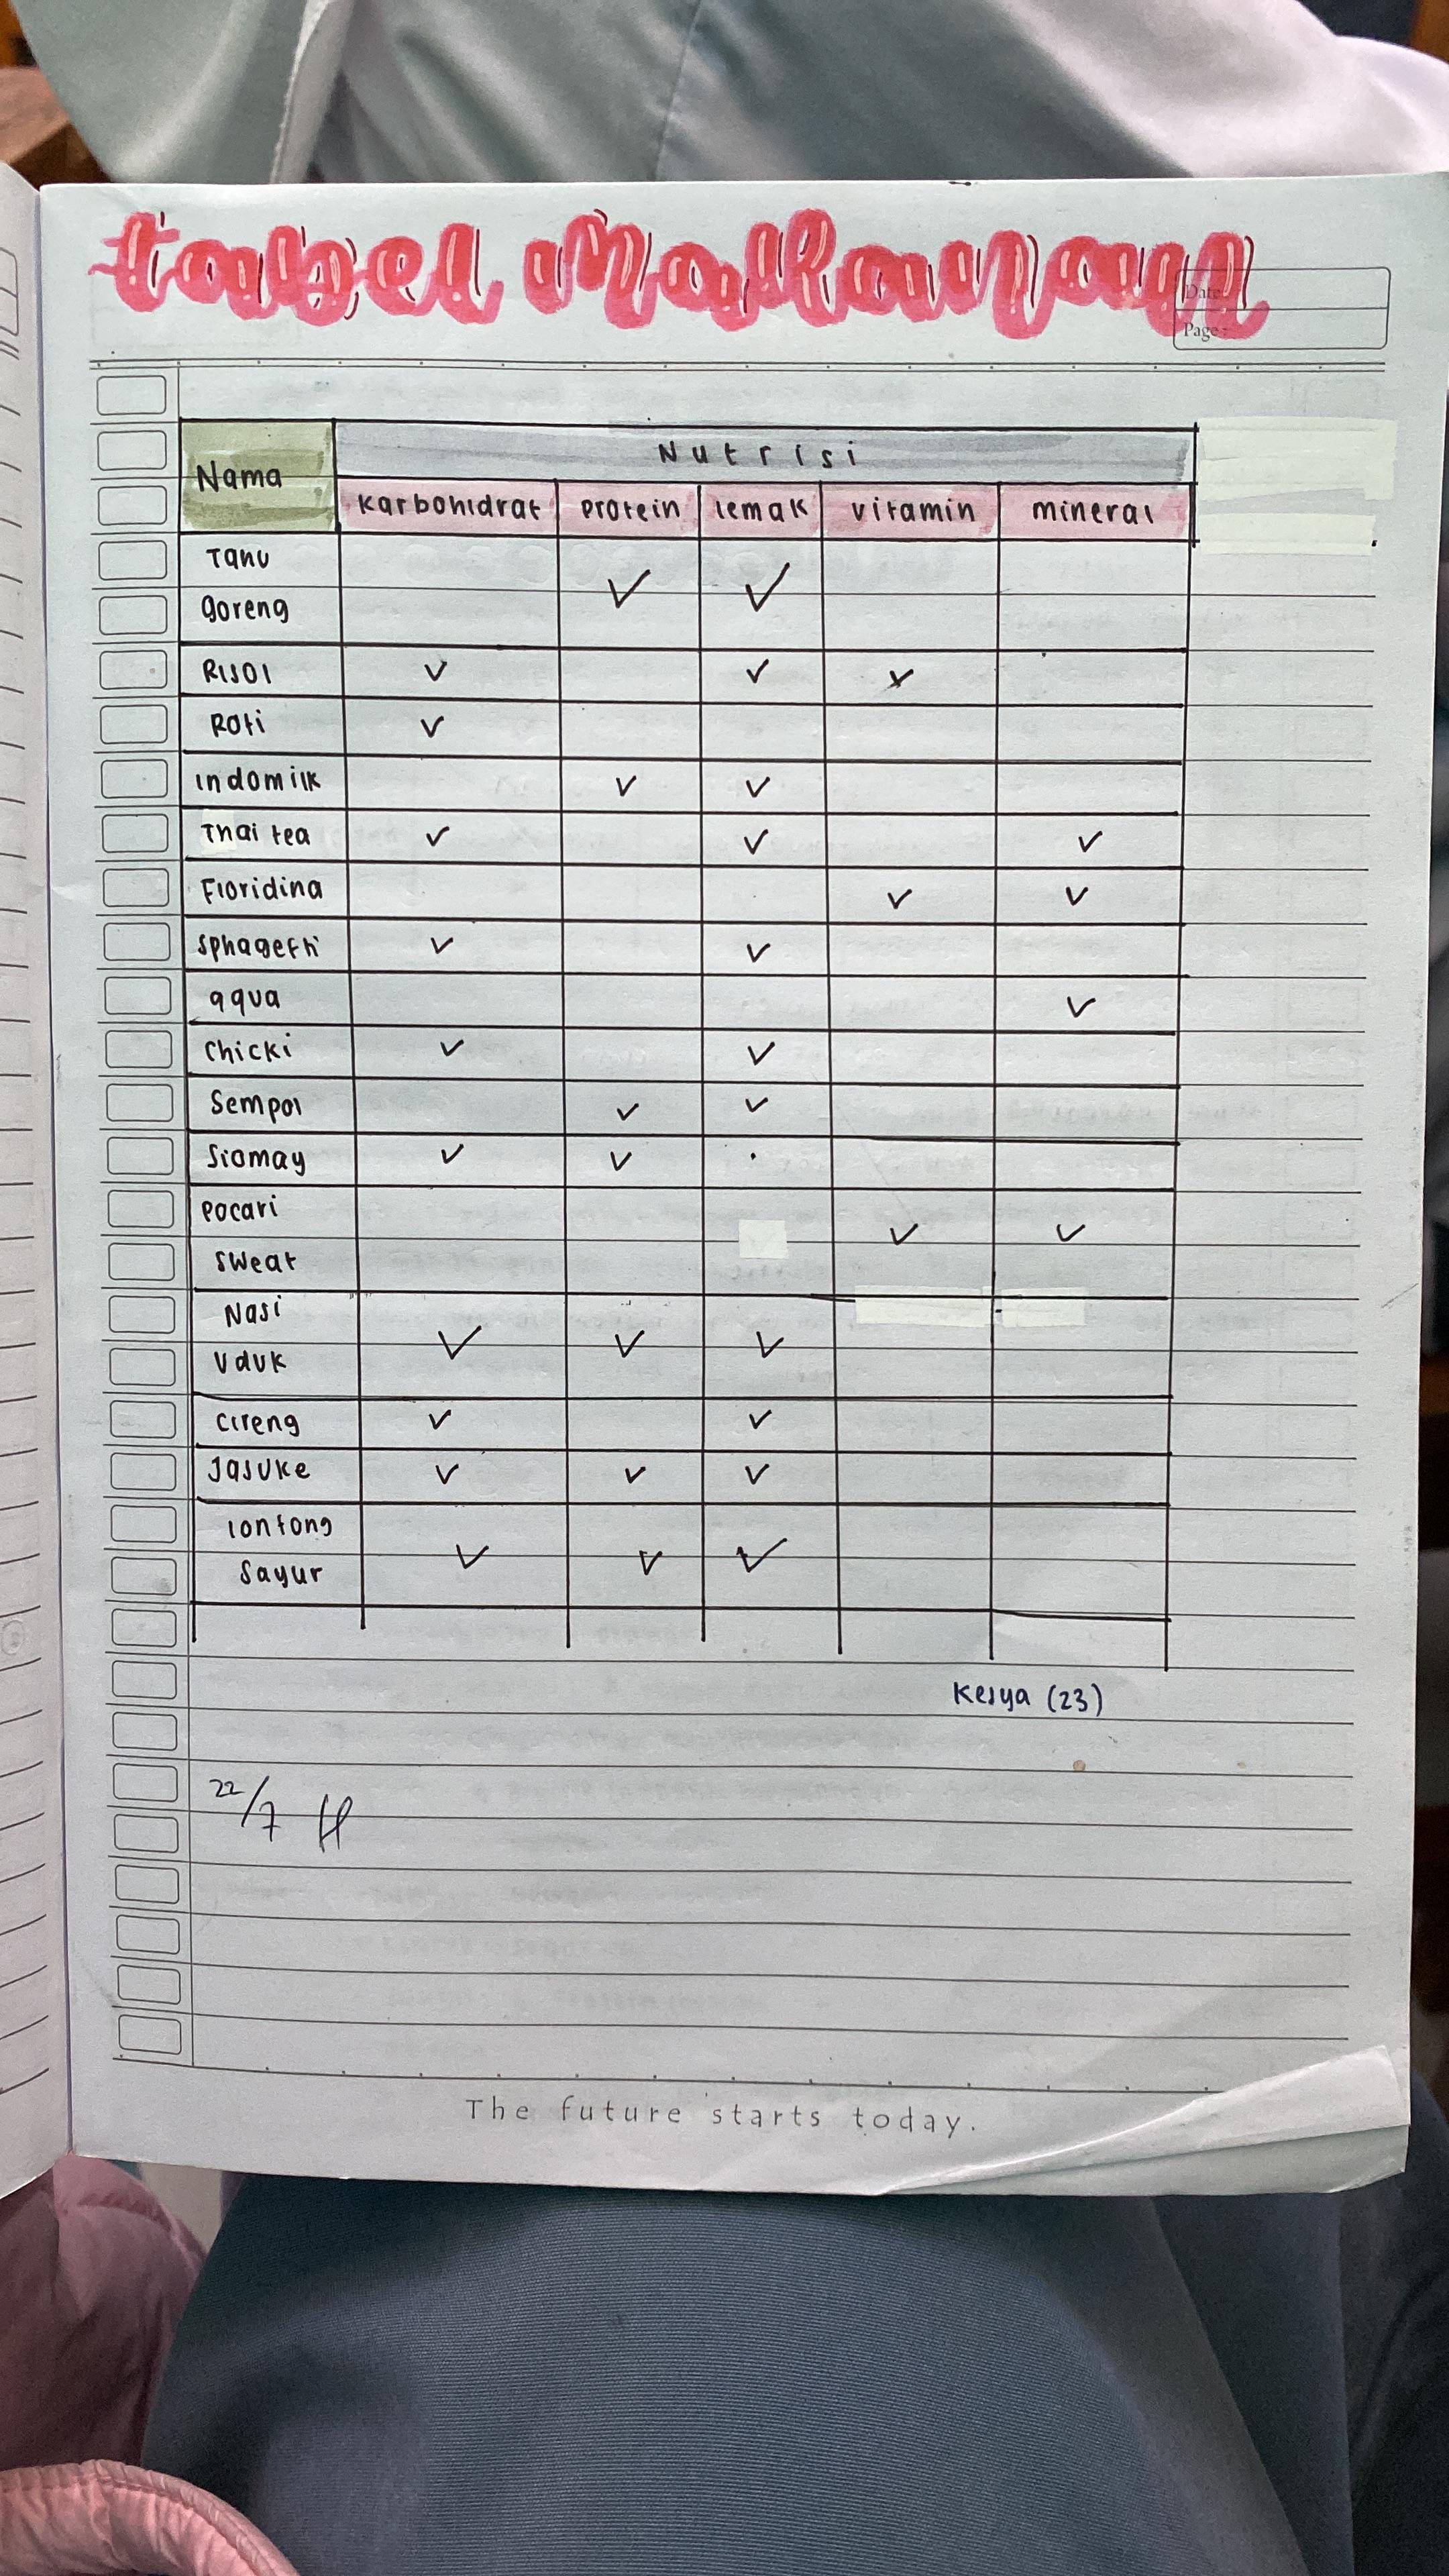 tabel makanan
Date:
Page:
Nama
Nutrisi
karbohidrat protein lemak vitamin mineral
Tahu
goreng ✓ ✓
Risol ✓ ✓ ✓
Roti ✓
indomilk ✓ ✓
Thai tea ✓ ✓ ✓
Floridina ✓ ✓
sphagetti ✓ ✓
aqua ✓
Chicki ✓ ✓
Sempol ✓ ✓
Siomay ✓ ✓
Pocari
Sweat ✓ ✓
Nasi
Uduk ✓ ✓ ✓
cireng ✓ ✓
Jasuke ✓ ✓ ✓
lontong
Sayur ✓ ✓ ✓
Kesya (23)
22/7
The future starts today.